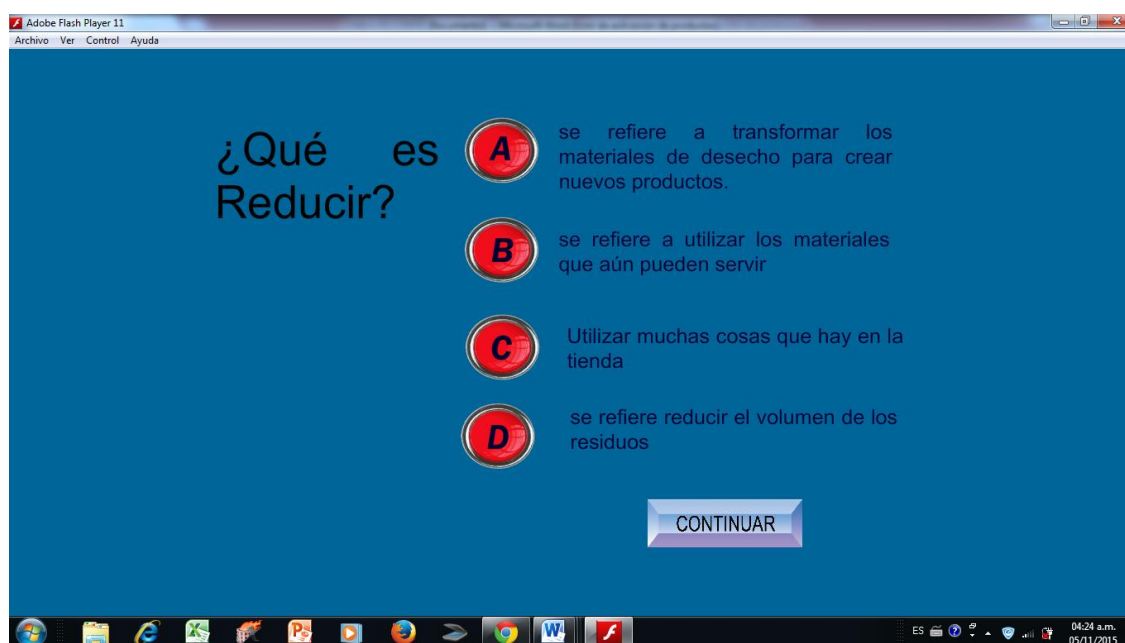 Adobe Flash Player 11
Archivo Ver Control Ayuda
¿Qué es
Reducir?
A
se refiere a transformar los
materiales de desecho para crear
nuevos productos.
B
se refiere a utilizar los materiales
que aún pueden servir
C
Utilizar muchas cosas que hay en la
tienda
D
se refiere reducir el volumen de los
residuos
CONTINUAR
ES
04:24 a.m.
05/11/2015